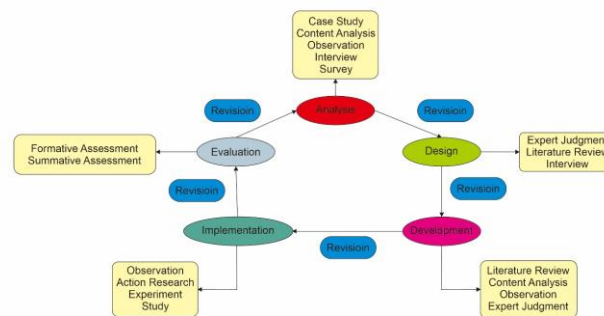 Case Study
Content Analysis
Observation
Interview
Survey
Revisioin
Analysis
Revisioin
Formative Assessment
Summative Assessment
Evaluation
Design
Expert Judgment
Literature Review
Interview
Revisioin
Revisioin
Implementation
Revisioin
Development
Observation
Action Research
Experiment
Study
Literature Review
Content Analysis
Observation
Expert Judgment